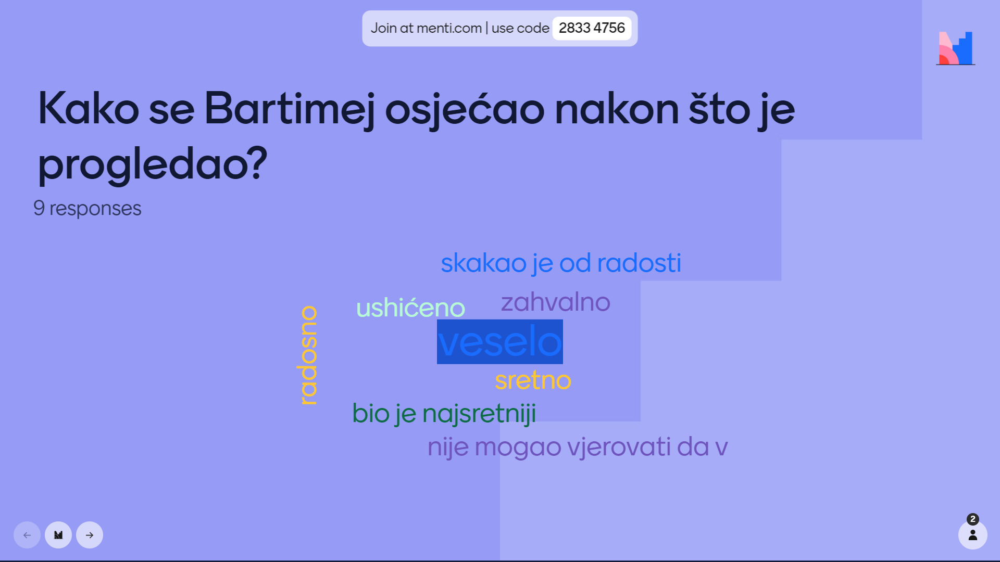 Join at menti.com | use code 2833 4756
Kako se Bartimej osjećao nakon što je
progledao?
9 responses
skakao je od radosti
ushićeno
zahvalno
radosno
veselo
sretno
bio je najsretniji
nije mogao vjerovati da v
2